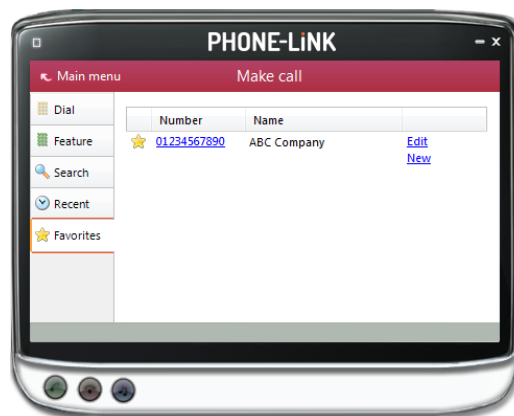 PHONE-LiNK
Main menu Make call
Dial
Feature
Search
Recent
Favorites
Number Name
01234567890 ABC Company Edit
New